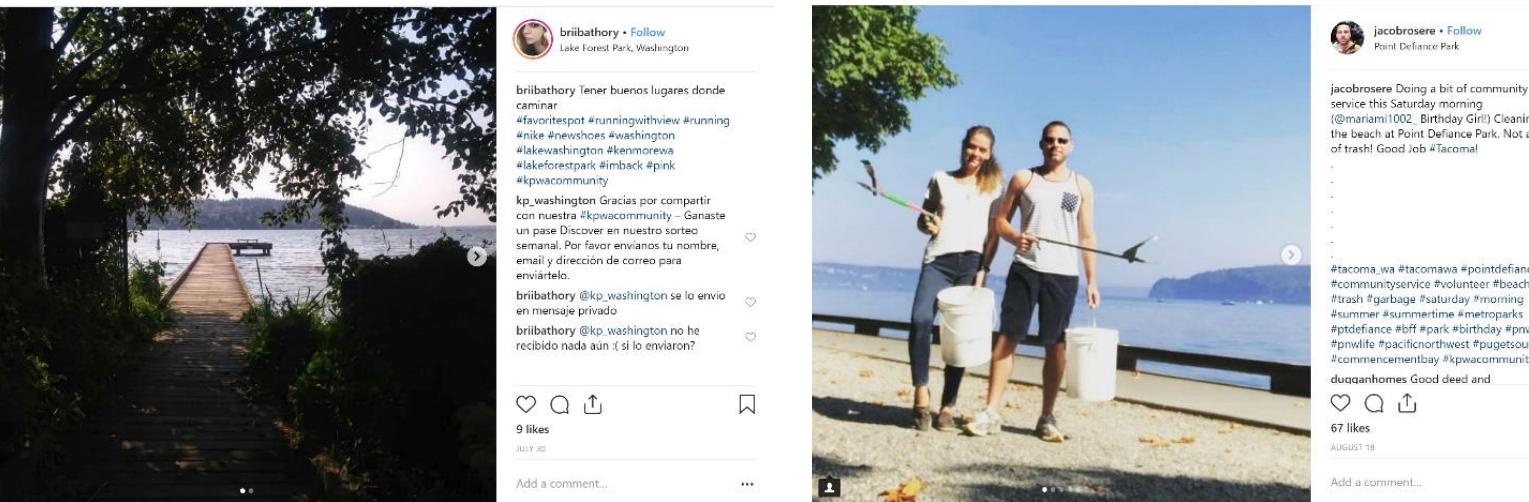 briibathory • Follow
Lake Forest Park, Washington
briibathory Tener buenos lugares donde
caminar
#favoritespot #runningwithview #running
#nike #newshoes #washington
#lakewashington #kenmorewa
#lakeforestpark #imback #pink
#kpwacommunity
kp_washington Gracias por compartir
con nuestra #kpwacommunity – Ganaste
un pase Discover en nuestro sorteo
semanal. Por favor envíanos tu nombre,
email y dirección de correo para
enviártelo.
briibathory @kp_washington se lo envio
en mensaje privado
briibathory @kp_washington no he
recibido nada aún :( si lo enviaron?
9 likes
JULY 30
Add a comment...
jacobrosere • Follow
Point Defiance Park
jacobrosere Doing a bit of community
service this Saturday morning
(@mariami1002_ Birthday Girl!) Cleanin
the beach at Point Defiance Park. Not a
of trash! Good Job #Tacoma!
.
.
.
.
.
.
#tacoma_wa #tacomawa #pointdefianc
#communityservice #volunteer #beach
#trash #garbage #saturday #morning
#summer #summertime #metroparks
#ptdefiance #bff #park #birthday #pnw
#pnwlife #pacificnorthwest #pugetsou
#commencementbay #kpwacommunit
dugganhomes Good deed and
67 likes
AUGUST 18
Add a comment...